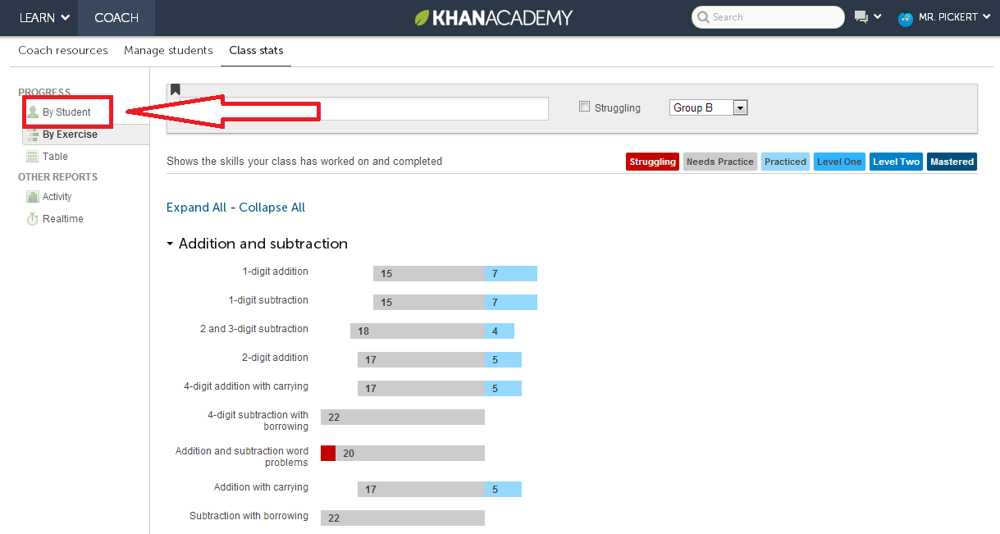 LEARN COACH KHANACADEMY Search MR. PICKERT
Coach resources Manage students Class stats
PROGRESS
By Student
By Exercise
Table
OTHER REPORTS
Activity
Realtime
Struggling Group B
Shows the skills your class has worked on and completed Struggling Needs Practice Practiced Level One Level Two Mastered
Expand All - Collapse All
Addition and subtraction
1-digit addition 15 7
1-digit subtraction 15 7
2 and 3-digit subtraction 18 4
2-digit addition 17 5
4-digit addition with carrying 17 5
4-digit subtraction with 22
borrowing
Addition and subtraction word 20
problems
Addition with carrying 17 5
Subtraction with borrowing 22